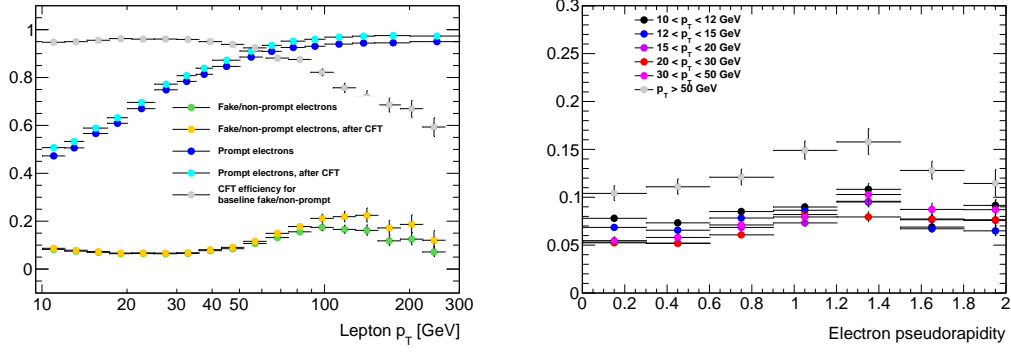 1
0.8
0.6
0.4
0.2
0
Fake/non-prompt electrons
Fake/non-prompt electrons, after CFT
Prompt electrons
Prompt electrons, after CFT
CFT efficiency for
baseline fake/non-prompt
10 20 30 40 50 100 200 300
Lepton p_T [GeV]
0.3
0.25
0.2
0.15
0.1
0.05
0
10 < p_T < 12 GeV
12 < p_T < 15 GeV
15 < p_T < 20 GeV
20 < p_T < 30 GeV
30 < p_T < 50 GeV
p_T > 50 GeV
0 0.2 0.4 0.6 0.8 1 1.2 1.4 1.6 1.8 2
Electron pseudorapidity